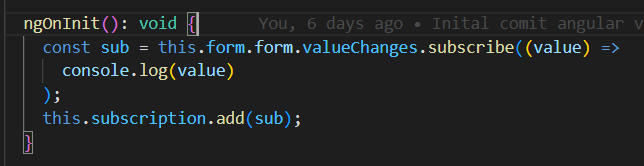 ngOnInit(): void { You, 6 days ago • Inital comit angular
const sub = this.form.form.valueChanges.subscribe((value) =>
console.log(value)
);
this.subscription.add(sub);
}